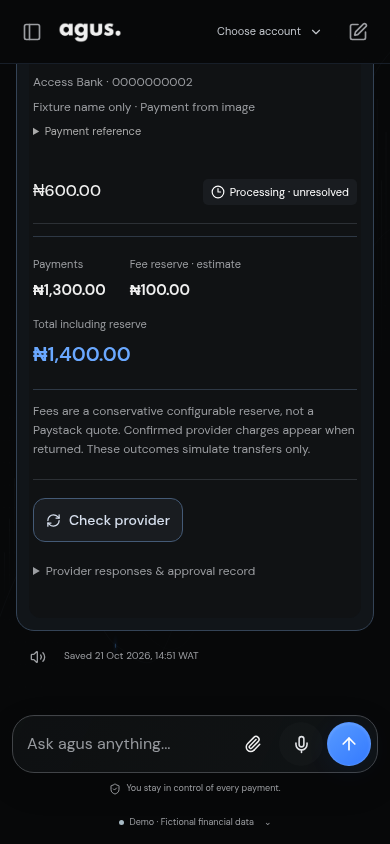 agus.
Choose account
Access Bank · 0000000002
Fixture name only · Payment from image
Payment reference
₦600.00
Processing · unresolved
Payments
Fee reserve · estimate
₦1,300.00
₦100.00
Total including reserve
₦1,400.00
Fees are a conservative configurable reserve, not a
Paystack quote. Confirmed provider charges appear when
returned. These outcomes simulate transfers only.
Check provider
Provider responses & approval record
Saved 21 Oct 2026, 14:51 WAT
Ask agus anything...
You stay in control of every payment.
Demo · Fictional financial data